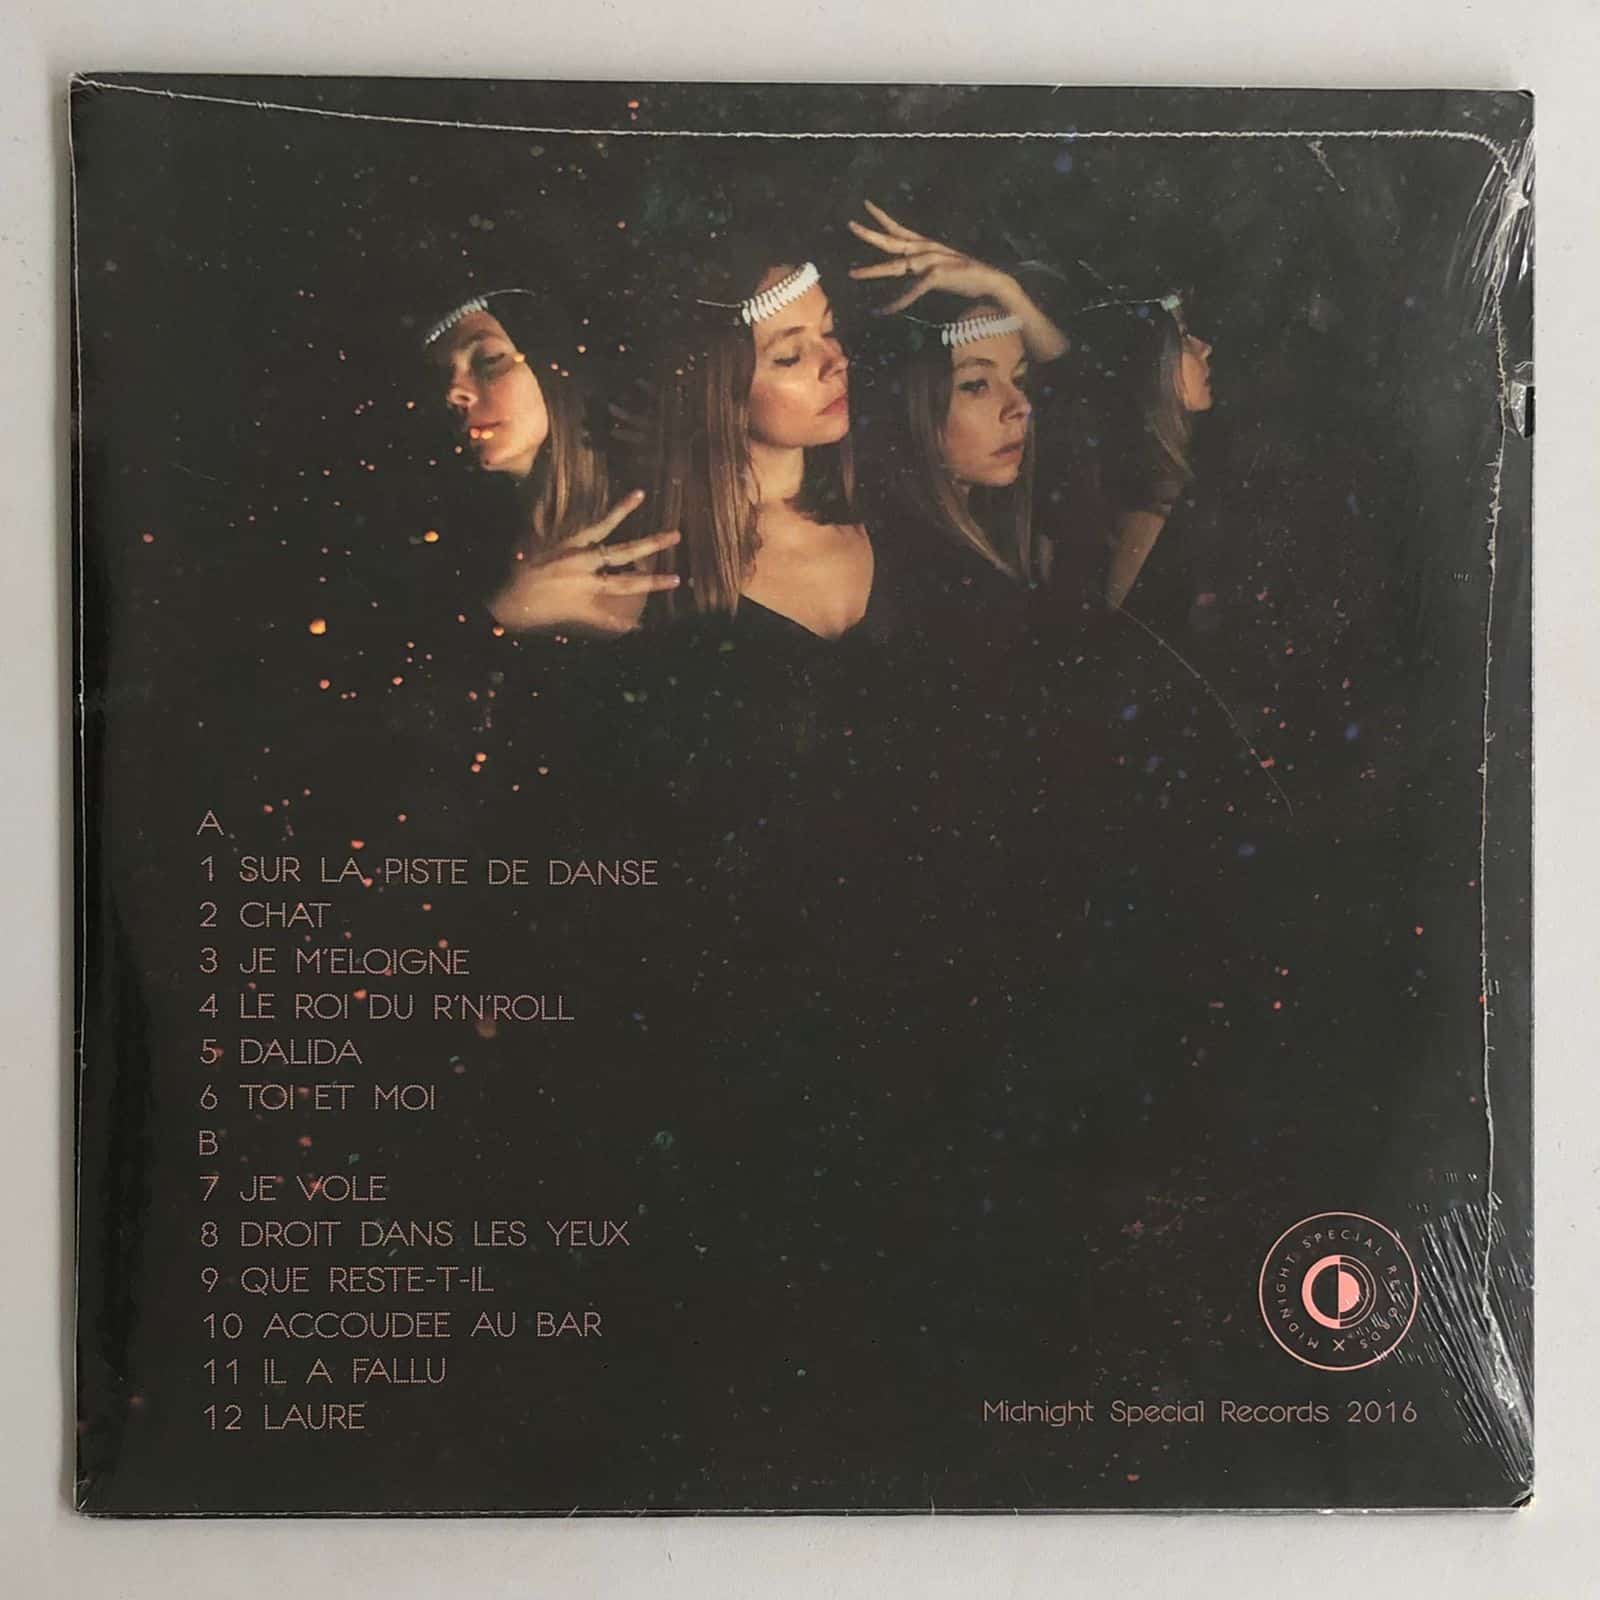 A
1 SUR LA PISTE DE DANSE
2 CHAT
3 JE M'ELOIGNE
4 LE ROI DU R'N'ROLL
5 DALIDA
6 TOI ET MOI
B
7 JE VOLE
8 DROIT DANS LES YEUX
9 QUE RESTE-T-IL
10 ACCOUDEE AU BAR
11 IL A FALLU
12 LAURE
MIDNIGHT SPECIAL RECORDS X
Midnight Special Records 2016